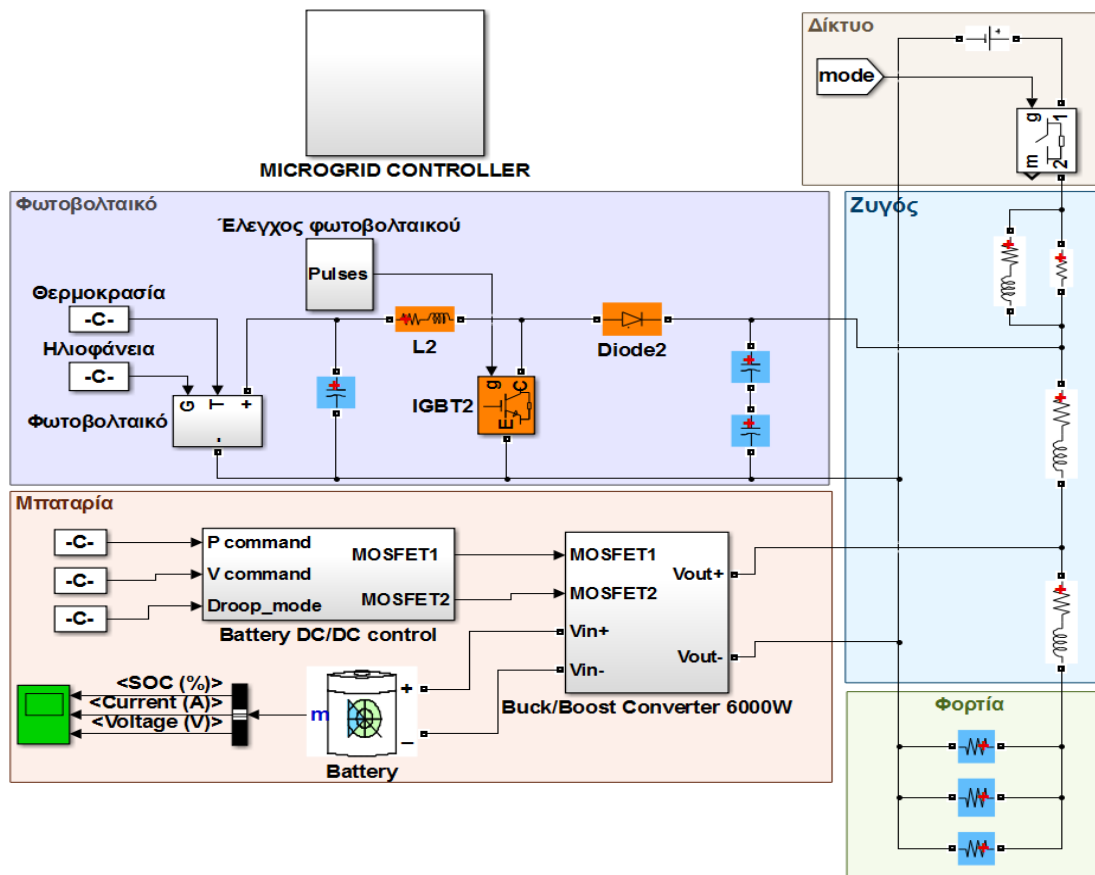 Δίκτυο
mode
g
1
m
2
MICROGRID CONTROLLER
Φωτοβολταικό
Έλεγχος φωτοβολταικού
Pulses
Θερμοκρασία
-C-
Ηλιοφάνεια
-C-
Φωτοβολταικό
G
T
+
-
L2
g
C
E
IGBT2
Diode2
Ζυγός
Μπαταρία
-C-
-C-
-C-
P command
V command
Droop_mode
MOSFET1
MOSFET2
Battery DC/DC control
MOSFET1
MOSFET2
Vin+
Vin-
Vout+
Vout-
Buck/Boost Converter 6000W
<SOC (%)>
<Current (A)>
<Voltage (V)>
m
+
–
Battery
Φορτία